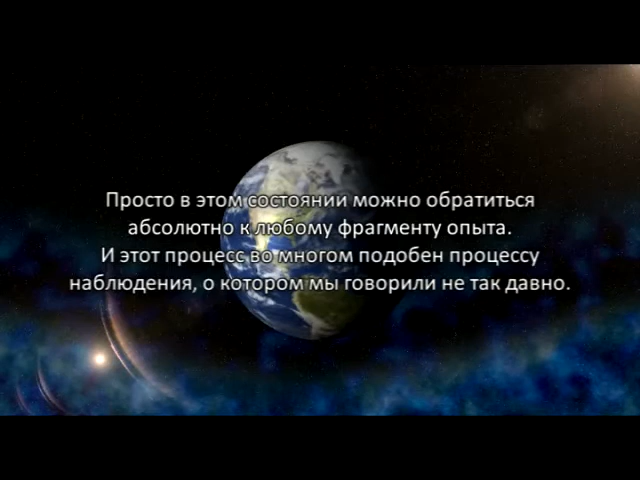 Просто в этом состоянии можно обратиться
абсолютно к любому фрагменту опыта.
И этот процесс во многом подобен процессу
наблюдения, о котором мы говорили не так давно.